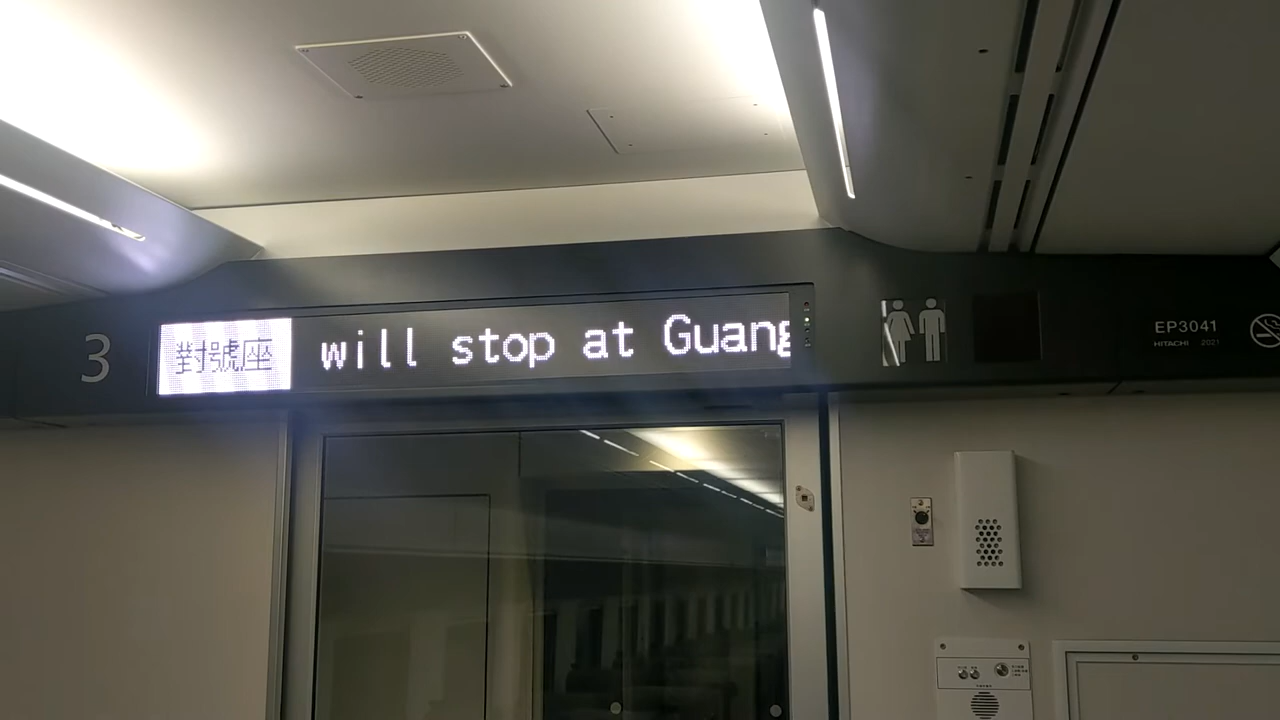 3
對號座
will stop at Guang
EP3041
HITACHI 2021